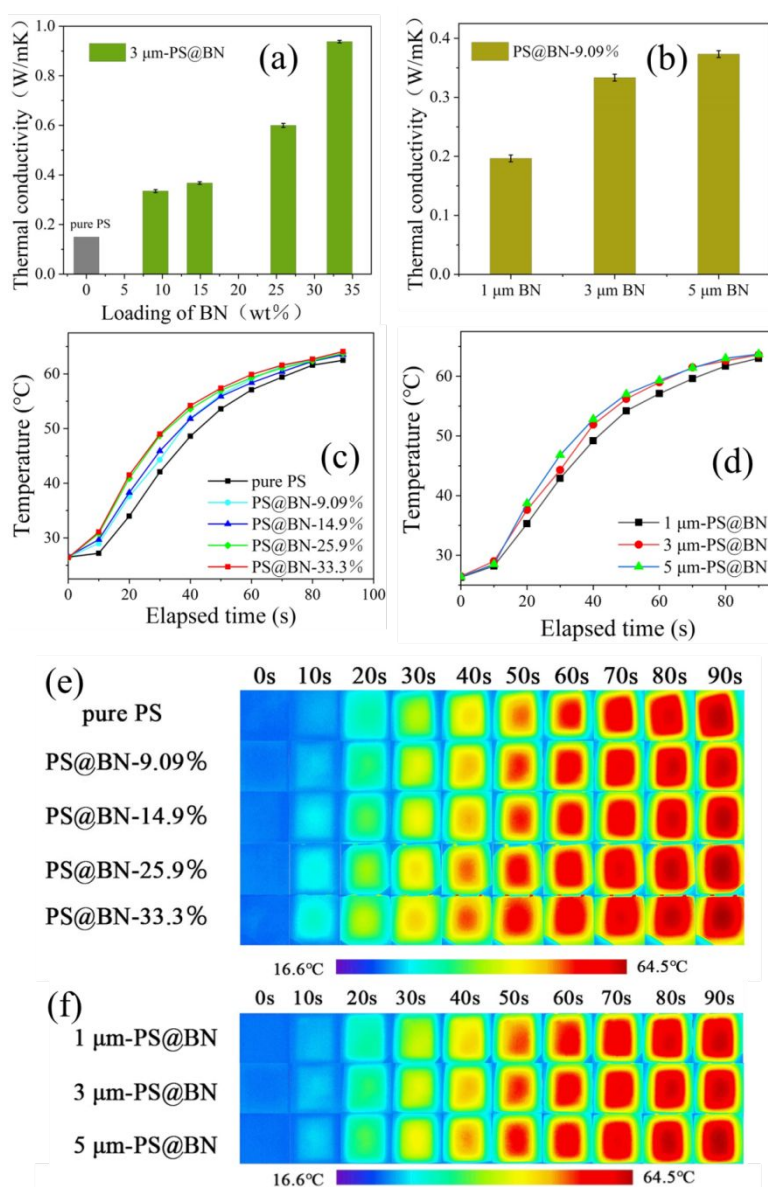 Thermal conductivity（W/mK）
1.0
0.8
0.6
0.4
0.2
0.0
3 μm-PS@BN
(a)
pure PS
0 5 10 15 20 25 30 35
Loading of BN（wt%）
Thermal conductivity（W/mK）
0.4
0.3
0.2
0.1
0.0
PS@BN-9.09%
(b)
1 μm BN 3 μm BN 5 μm BN
Temperature (℃)
60
50
40
30
(c)
pure PS
PS@BN-9.09%
PS@BN-14.9%
PS@BN-25.9%
PS@BN-33.3%
0 20 40 60 80 100
Elapsed time (s)
Temperature (℃)
60
50
40
30
(d)
1 μm-PS@BN
3 μm-PS@BN
5 μm-PS@BN
0 20 40 60 80
Elapsed time (s)
(e)
0s 10s 20s 30s 40s 50s 60s 70s 80s 90s
pure PS
PS@BN-9.09%
PS@BN-14.9%
PS@BN-25.9%
PS@BN-33.3%
16.6℃ 64.5℃
(f)
0s 10s 20s 30s 40s 50s 60s 70s 80s 90s
1 μm-PS@BN
3 μm-PS@BN
5 μm-PS@BN
16.6℃ 64.5℃